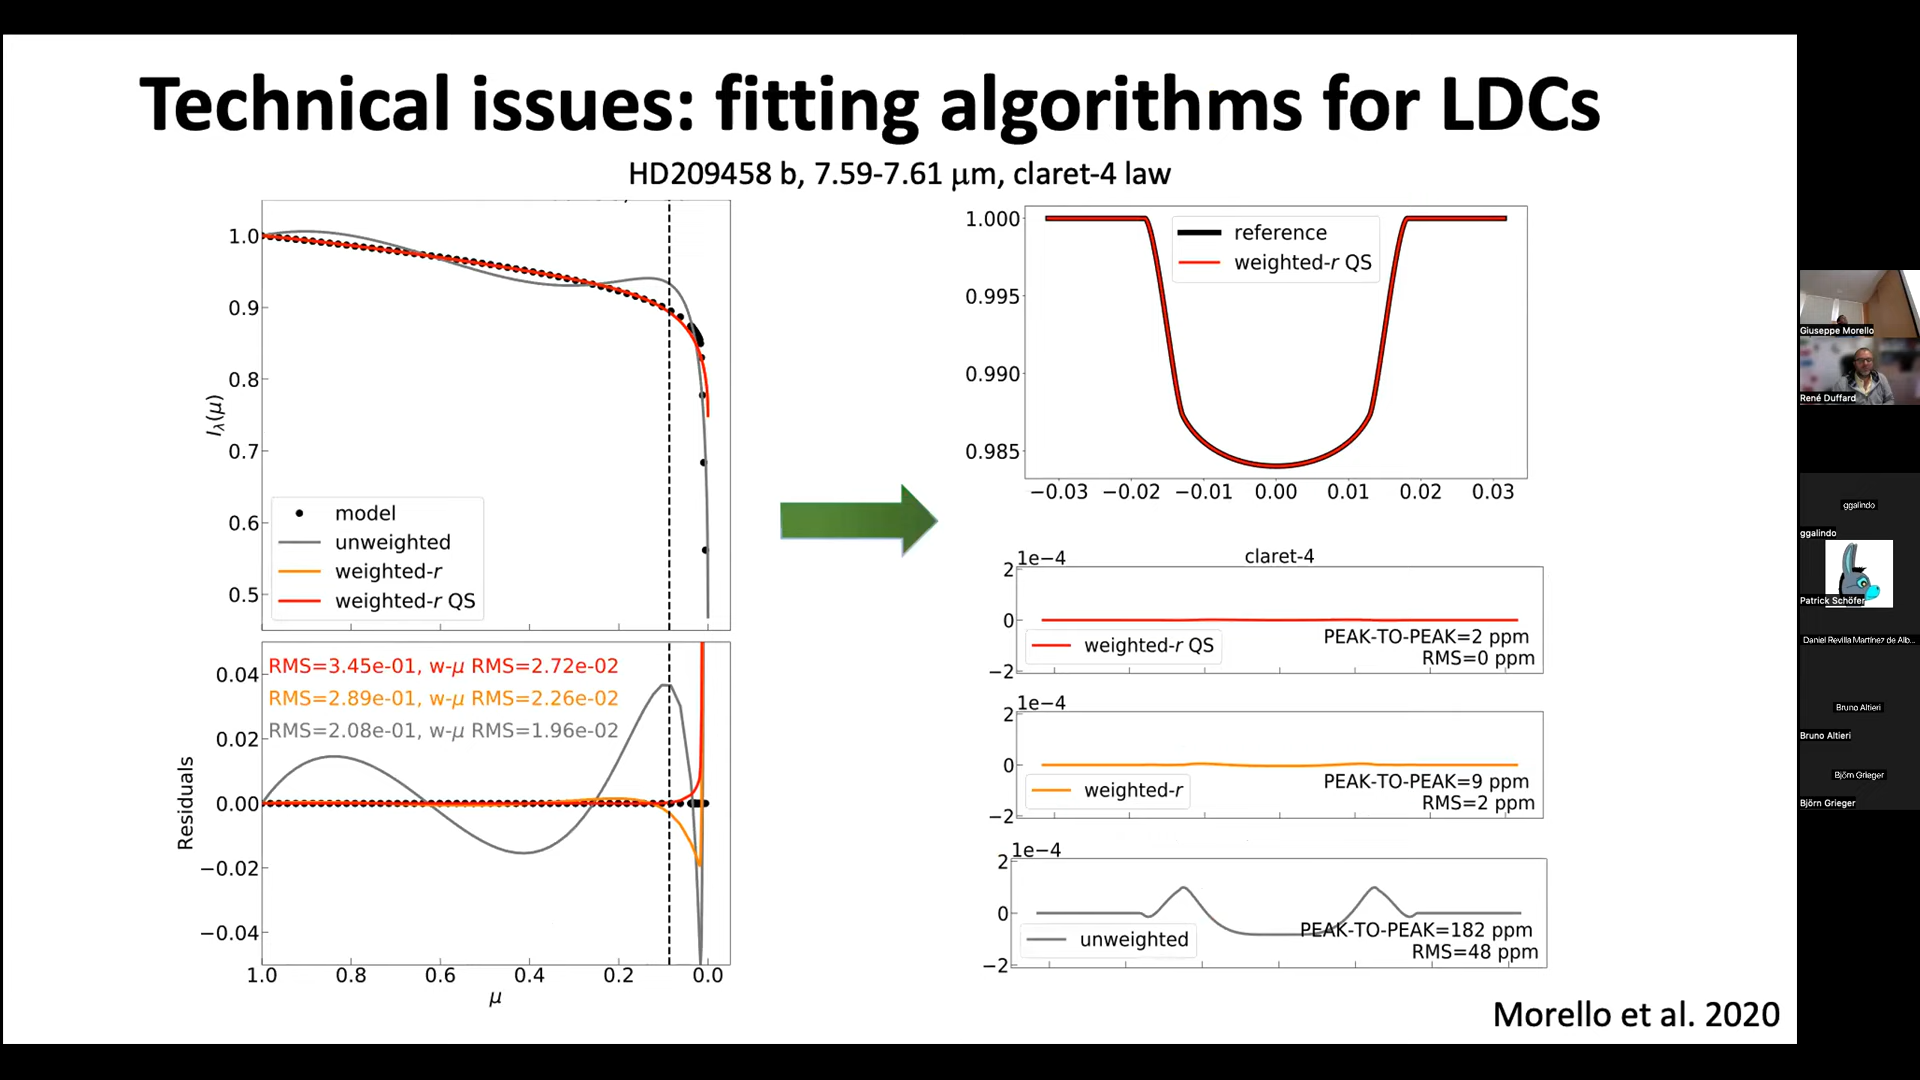 Technical issues: fitting algorithms for LDCs
HD209458 b, 7.59-7.61 μm, claret-4 law
1.0
0.9
0.8
0.7
0.6
0.5
Iλ(μ)
model
unweighted
weighted-r
weighted-r QS
0.04
0.02
0.00
−0.02
−0.04
Residuals
RMS=3.45e-01, w-μ RMS=2.72e-02
RMS=2.89e-01, w-μ RMS=2.26e-02
RMS=2.08e-01, w-μ RMS=1.96e-02
1.0 0.8 0.6 0.4 0.2 0.0
μ
1.000
0.995
0.990
0.985
reference
weighted-r QS
−0.03 −0.02 −0.01 0.00 0.01 0.02 0.03
1e−4
claret-4
2
0
−2
weighted-r QS
PEAK-TO-PEAK=2 ppm
RMS=0 ppm
1e−4
2
0
−2
weighted-r
PEAK-TO-PEAK=9 ppm
RMS=2 ppm
1e−4
2
0
−2
unweighted
PEAK-TO-PEAK=182 ppm
RMS=48 ppm
Morello et al. 2020
Giuseppe Morello
René Duffard
ggalindo
ggalindo
Patrick Schöfer
Daniel Revilla Martínez de Alb...
Bruno Altieri
Bruno Altieri
Björn Grieger
Björn Grieger